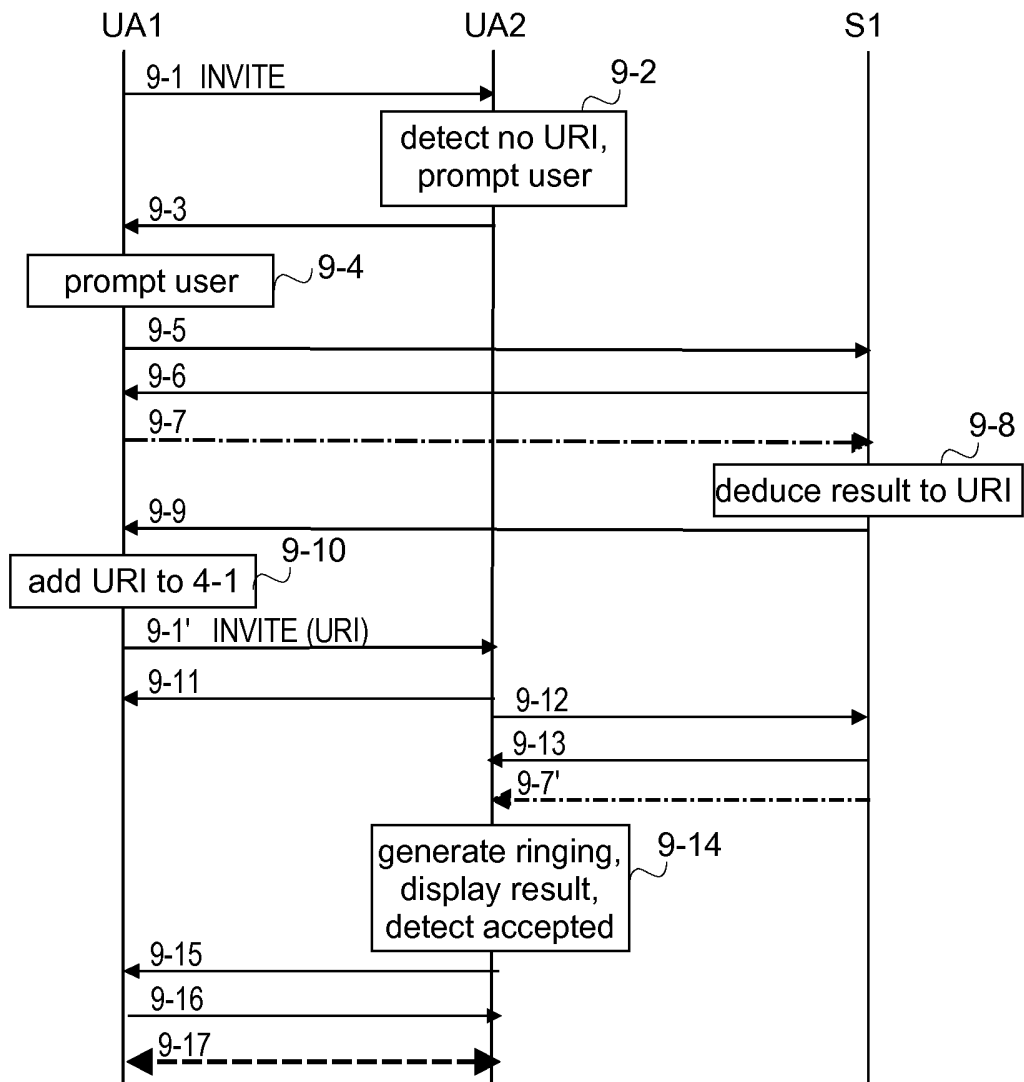 UA1 UA2 S1
9-1 INVITE
9-2
detect no URI,
prompt user
9-3
prompt user
9-4
9-5
9-6
9-7
9-8
deduce result to URI
9-9
9-10
add URI to 4-1
9-1' INVITE (URI)
9-11
9-12
9-13
9-7'
generate ringing,
display result,
detect accepted
9-14
9-15
9-16
9-17